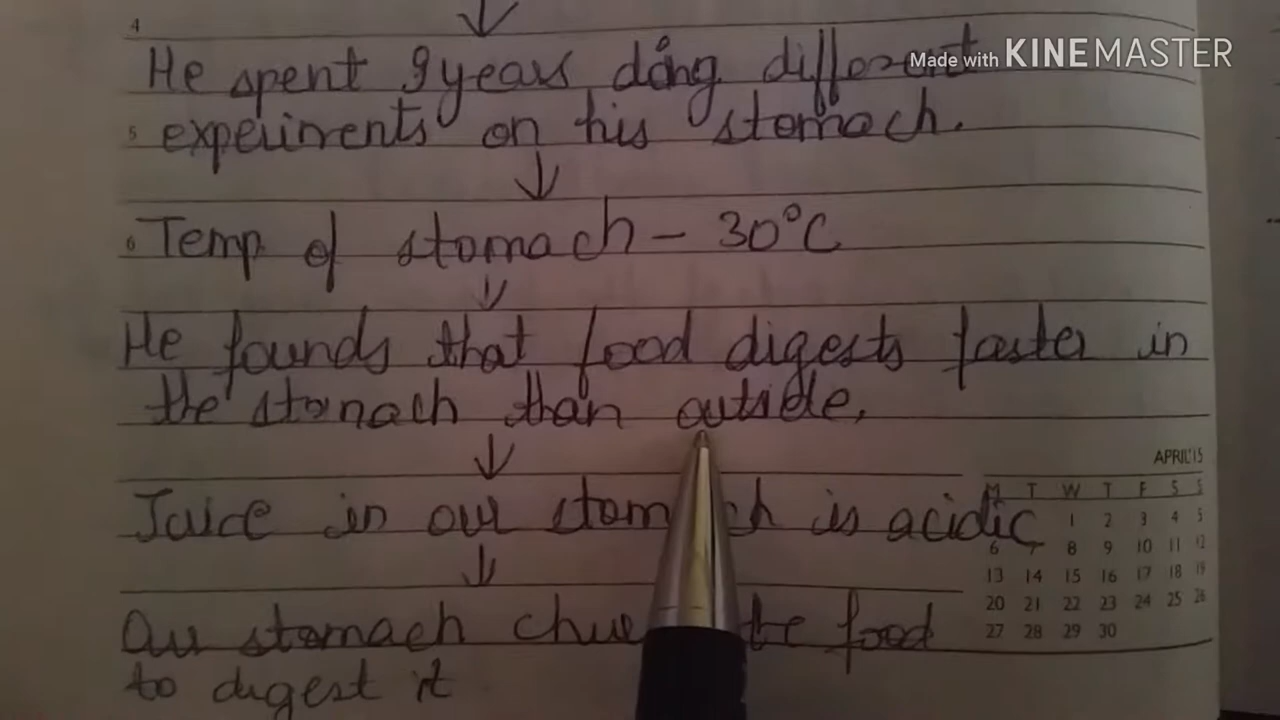 Made with KINEMASTER
4
He spent 9 years doing different
5 experiments on his stomach.
6 Temp of stomach - 30°C
He founds that food digests faster in
the stomach than outside.
Juice in our stomach is acidic
Our stomach the food
to digest it
APRIL'15
M T W T F S S
1 2 3 4 5
6 7 8 9 10 11 12
13 14 15 16 17 18 19
20 21 22 23 24 25 26
27 28 29 30